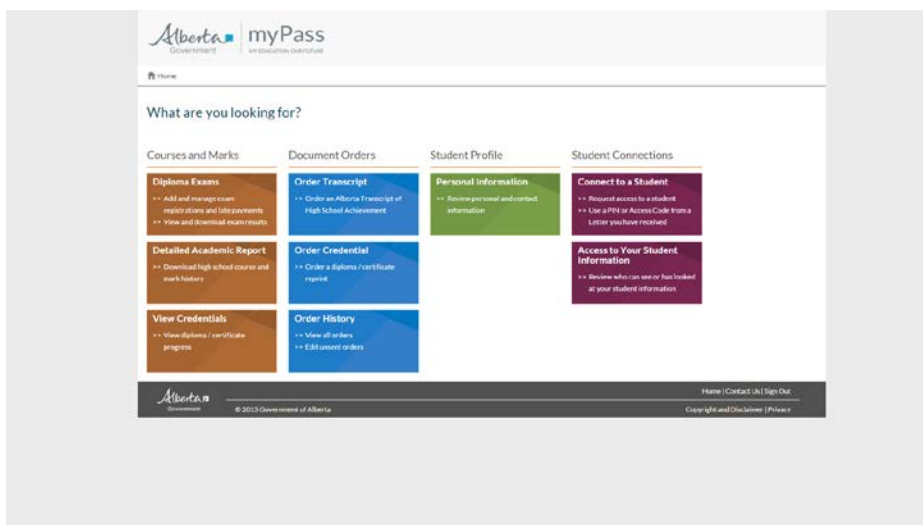 Alberta
Government
myPass
MY EDUCATION, OUR FUTURE
Home
What are you looking for?
Courses and Marks
Diploma Exams
>> Add and manage exam
registrations and late payments
>> View and download exam results
Detailed Academic Report
>> Download high school course and
mark history
View Credentials
>> View diploma / certificate
progress
Document Orders
Order Transcript
>> Order an Alberta Transcript of
High School Achievement
Order Credential
>> Order a diploma / certificate
reprint
Order History
>> View all orders
>> Edit unsent orders
Student Profile
Personal Information
>> Review personal and contact
information
Student Connections
Connect to a Student
>> Request access to a student
>> Use a PIN or Access Code from a
Letter you have received
Access to Your Student
Information
>> Review who can see or has looked
at your student information
Alberta
Government
© 2013 Government of Alberta
Home | Contact Us | Sign Out
Copyright and Disclaimer | Privacy